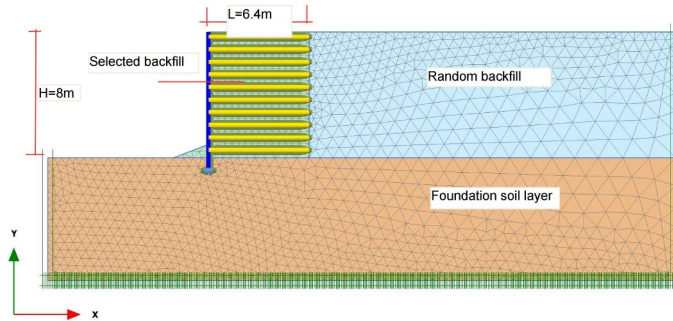 L=6.4m
Selected backfill
Random backfill
H=8m
Foundation soil layer
Y
X